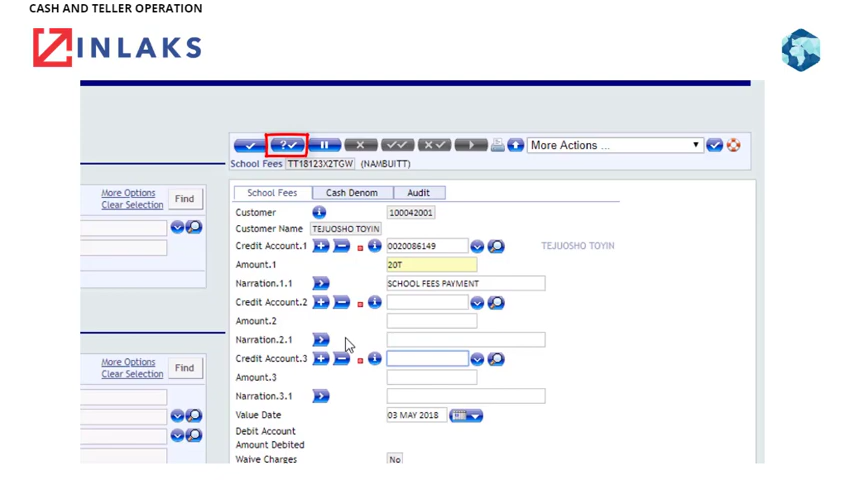 CASH AND TELLER OPERATION
INLAKS
More Actions ...
School Fees TT18123X2TGW (NAMBUITT)
More Options
Clear Selection
Find
School Fees Cash Denom Audit
Customer 100042001
Customer Name TEJUOSHO TOYIN
Credit Account.1 0020086149 TEJUOSHO TOYIN
Amount.1 20T
Narration.1.1 SCHOOL FEES PAYMENT
Credit Account.2
Amount.2
Narration.2.1
More Options
Clear Selection
Find
Credit Account.3
Amount.3
Narration.3.1
Value Date 03 MAY 2018
Debit Account
Amount Debited
Waive Charges No